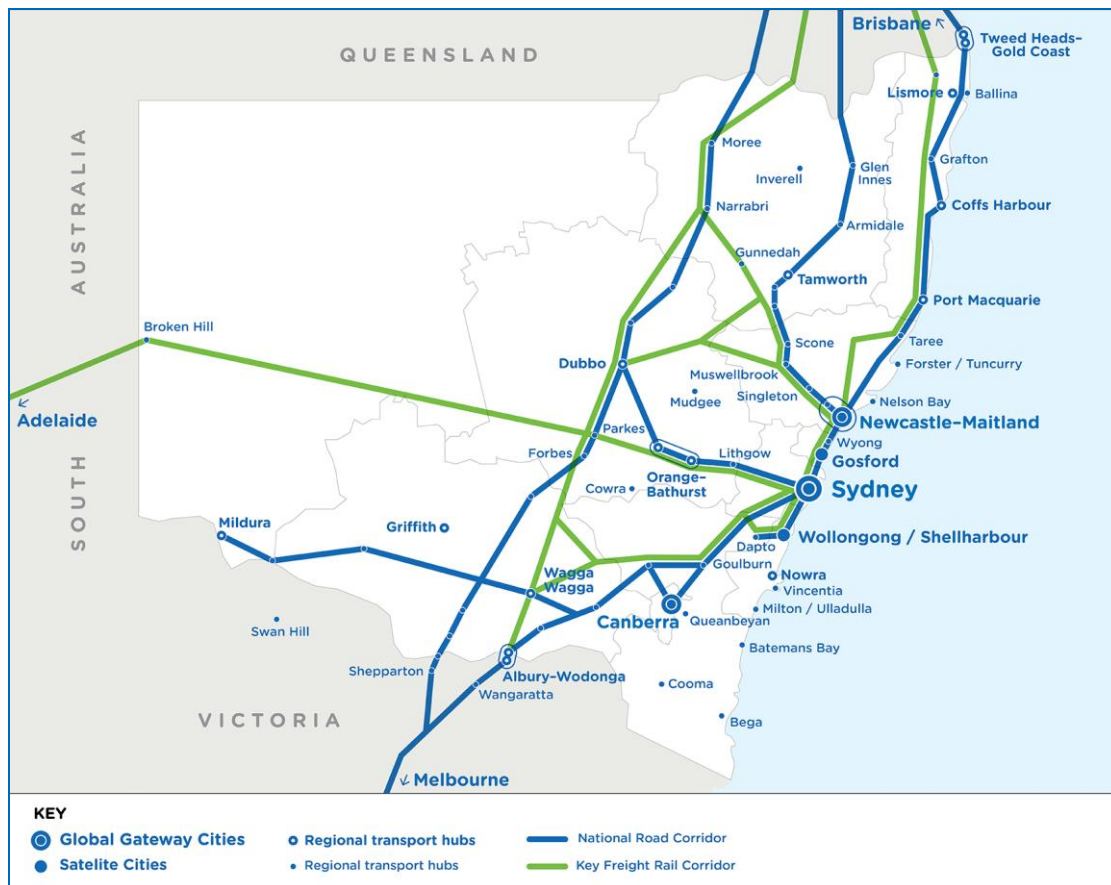 Brisbane
Tweed Heads–
Gold Coast
QUEENSLAND
Lismore
Ballina
AUSTRALIA
Moree
Inverell
Glen
Innes
Grafton
Narrabri
Coffs Harbour
Armidale
Gunnedah
Tamworth
Port Macquarie
Broken Hill
Scone
Taree
Dubbo
Forster / Tuncurry
Muswellbrook
Mudgee
Singleton
Nelson Bay
Adelaide
Newcastle–Maitland
Parkes
Wyong
Forbes
Lithgow
Gosford
SOUTH
Orange–
Bathurst
Cowra
Sydney
Mildura
Griffith
Wollongong / Shellharbour
Dapto
Goulburn
Wagga
Wagga
Nowra
Vincentia
Canberra
Queanbeyan
Milton / Ulladulla
Swan Hill
Batemans Bay
Shepparton
Albury–Wodonga
Cooma
Wangaratta
VICTORIA
Bega
Melbourne
KEY
Global Gateway Cities
Regional transport hubs
National Road Corridor
Satelite Cities
Regional transport hubs
Key Freight Rail Corridor